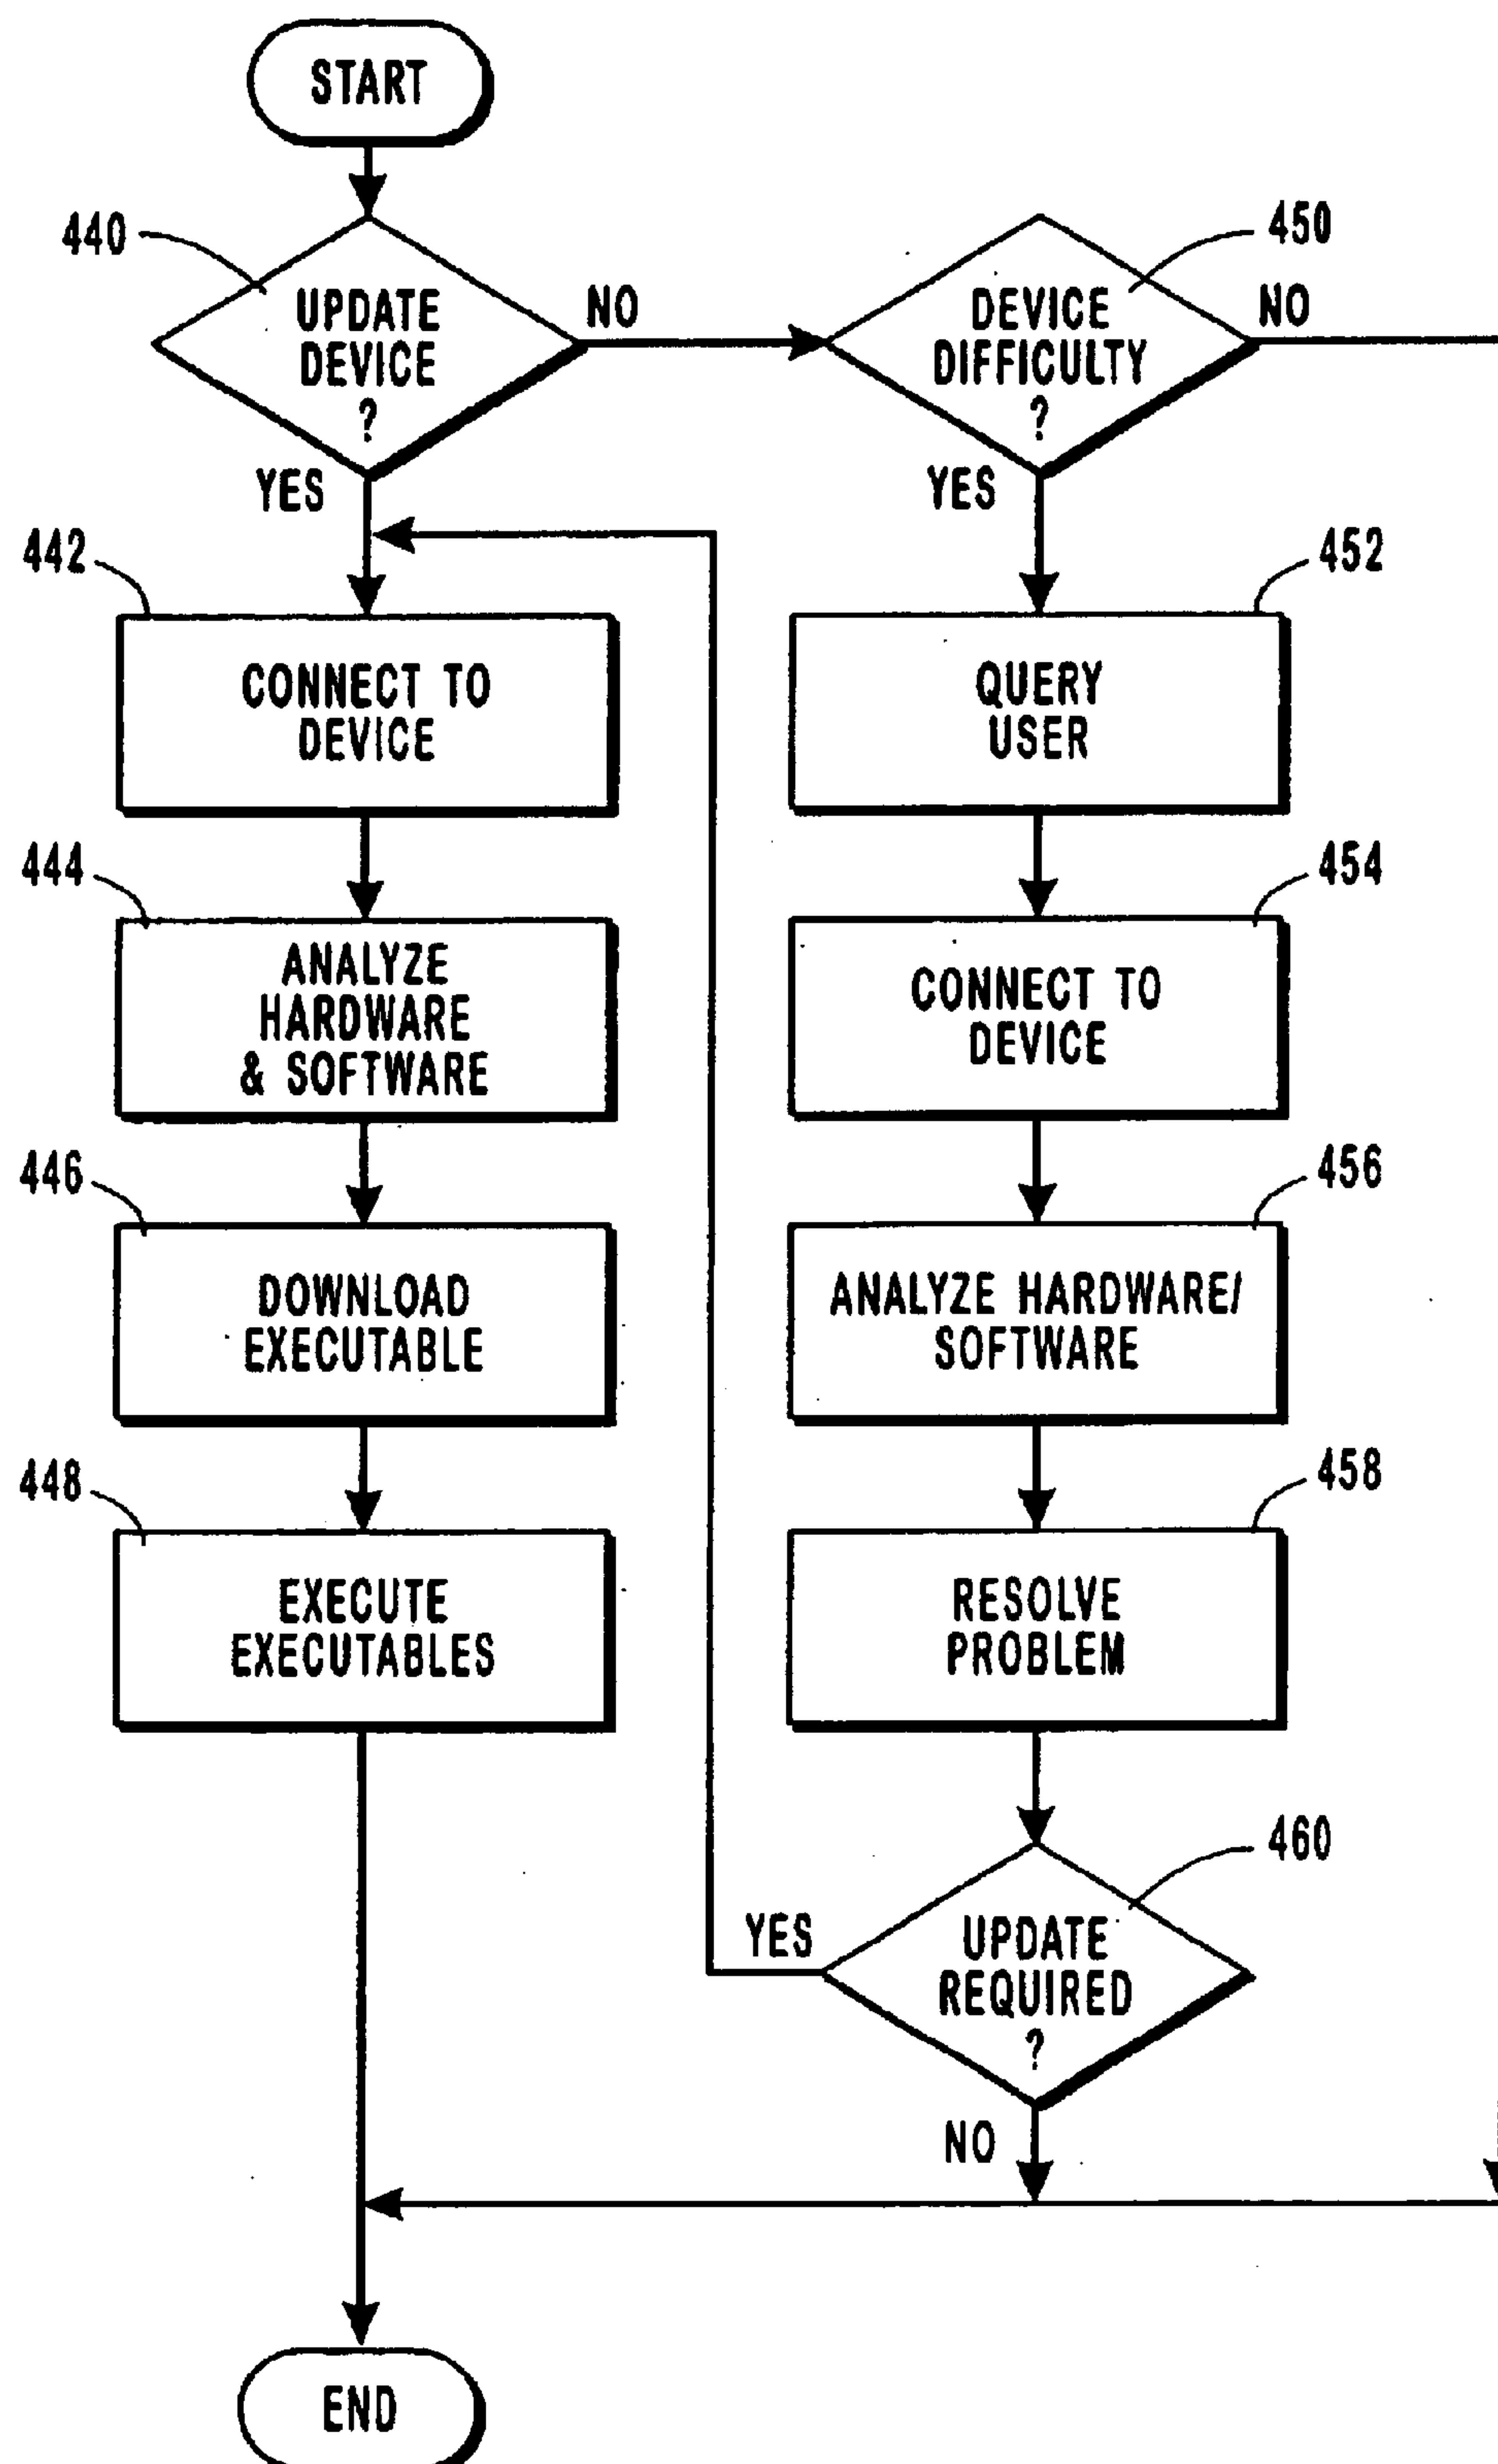 START
440
UPDATE
DEVICE
?
NO
YES
450
DEVICE
DIFFICULTY
?
NO
YES
442
CONNECT TO
DEVICE
444
ANALYZE
HARDWARE
& SOFTWARE
446
DOWNLOAD
EXECUTABLE
448
EXECUTE
EXECUTABLES
452
QUERY
USER
454
CONNECT TO
DEVICE
456
ANALYZE HARDWARE/
SOFTWARE
458
RESOLVE
PROBLEM
460
UPDATE
REQUIRED
?
YES
NO
END